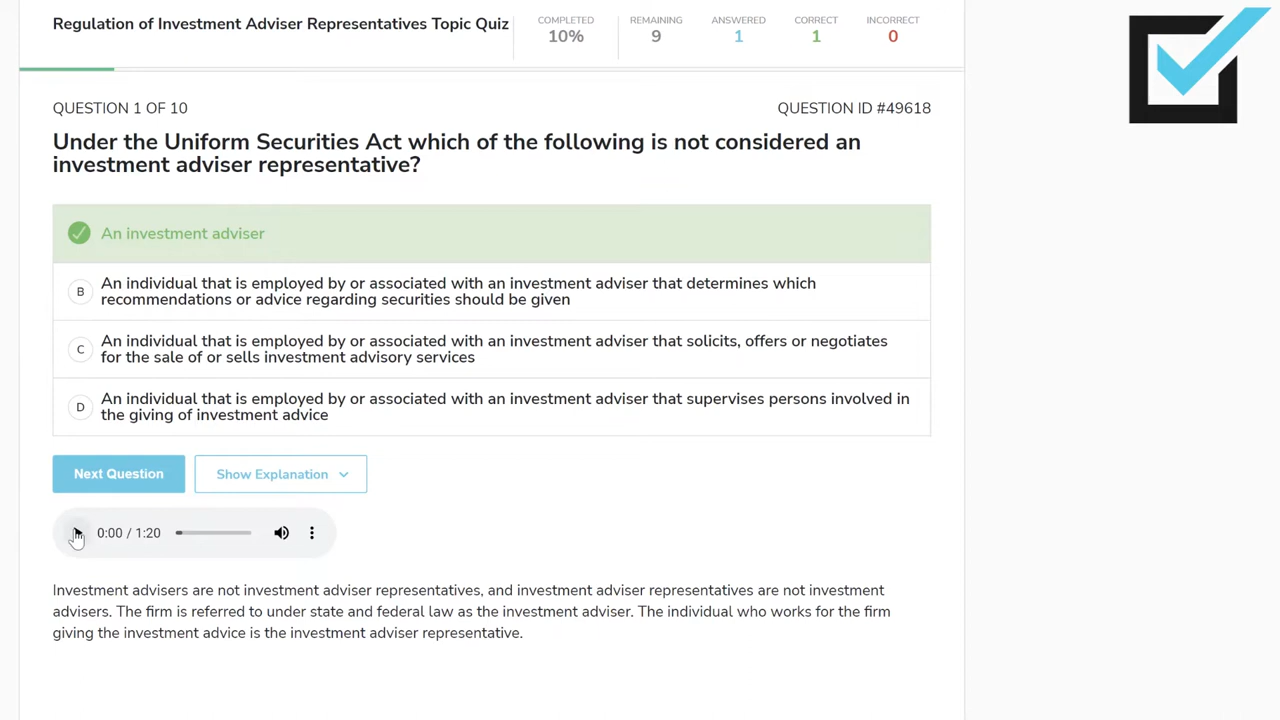 Regulation of Investment Adviser Representatives Topic Quiz
COMPLETED
10%
REMAINING
9
ANSWERED
1
CORRECT
1
INCORRECT
0
QUESTION 1 OF 10
QUESTION ID #49618
Under the Uniform Securities Act which of the following is not considered an
investment adviser representative?
An investment adviser
B
An individual that is employed by or associated with an investment adviser that determines which
recommendations or advice regarding securities should be given
C
An individual that is employed by or associated with an investment adviser that solicits, offers or negotiates
for the sale of or sells investment advisory services
D
An individual that is employed by or associated with an investment adviser that supervises persons involved in
the giving of investment advice
Next Question
Show Explanation
0:00 / 1:20
Investment advisers are not investment adviser representatives, and investment adviser representatives are not investment
advisers. The firm is referred to under state and federal law as the investment adviser. The individual who works for the firm
giving the investment advice is the investment adviser representative.